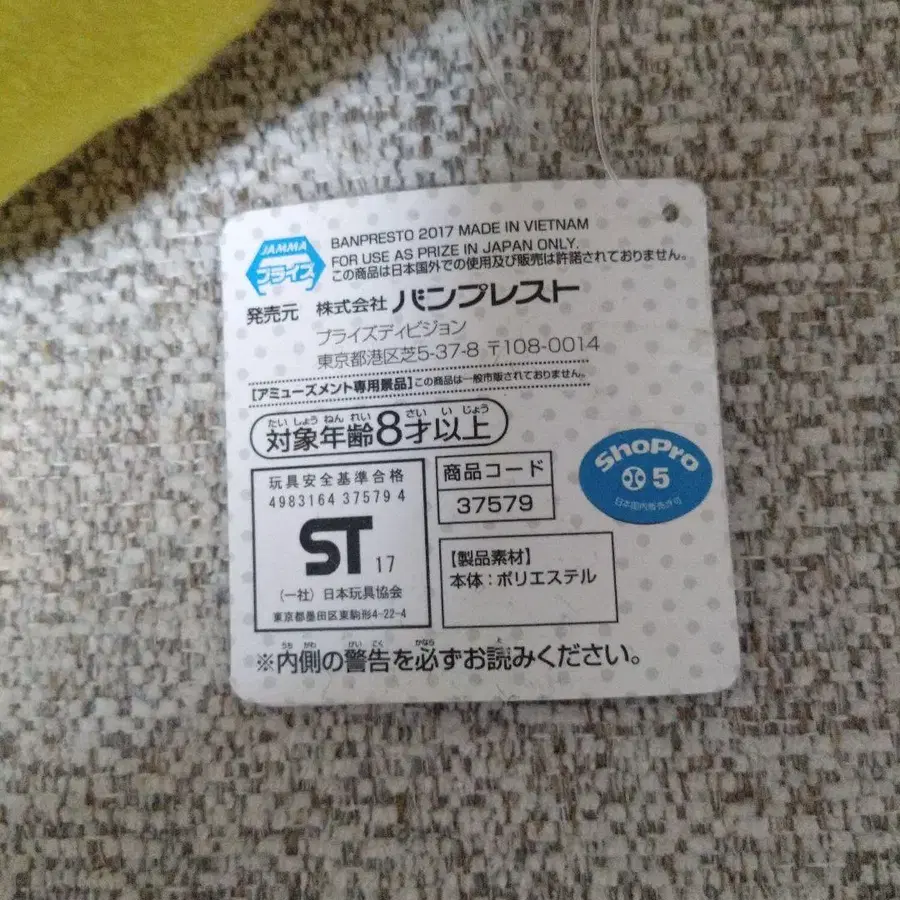 JAMMA
プライズ
BANPRESTO 2017 MADE IN VIETNAM
FOR USE AS PRIZE IN JAPAN ONLY.
この商品は日本国外での使用及び販売は許諾されておりません。
発売元 株式会社 バンプレスト
プライズディビジョン
東京都港区芝5-37-8 〒108-0014
[アミューズメント専用景品]この商品は一般市販されておりません。
たい しょう ねん れい さい い じょう
対象年齢8才以上
玩具安全基準合格
4983164 37579 4
ST 17
(一社) 日本玩具協会
東京都墨田区東駒形4-22-4
商品コード
37579
ShoPro
5
日本国内販売許可
【製品素材】
本体:ポリエステル
うち がわ けい こく かなら よ
※内側の警告を必ずお読みください。